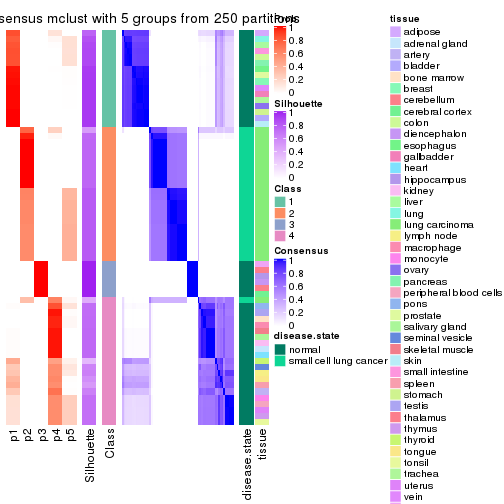 sensus mclust with 5 groups from 250 partitions
1
0.8
0.6
0.4
0.2
0
Silhouette
1
0.8
0.6
0.4
0.2
0
Class
1
2
3
4
Consensus
1
0.8
0.6
0.4
0.2
0
disease.state
normal
small cell lung cancer
tissue
adipose
adrenal gland
artery
bladder
bone marrow
breast
cerebellum
cerebral cortex
colon
diencephalon
esophagus
gallbadder
heart
hippocampus
kidney
liver
lung
lung carcinoma
lymph node
macrophage
monocyte
ovary
pancreas
peripheral blood cells
pons
prostate
salivary gland
seminal vesicle
skeletal muscle
skin
small intestine
spleen
stomach
testis
thalamus
thymus
thyroid
tongue
tonsil
trachea
uterus
vein
p1
p2
p3
p4
p5
Silhouette
Class
disease.state
tissue